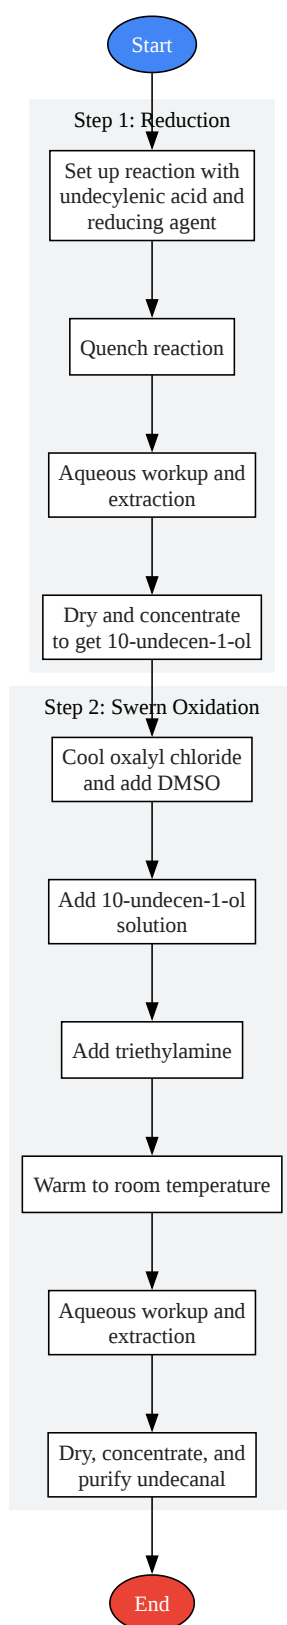 Start
Step 1: Reduction
Set up reaction with
undecylenic acid and
reducing agent
Quench reaction
Aqueous workup and
extraction
Dry and concentrate
to get 10-undecen-1-ol
Step 2: Swern Oxidation
Cool oxalyl chloride
and add DMSO
Add 10-undecen-1-ol
solution
Add triethylamine
Warm to room temperature
Aqueous workup and
extraction
Dry, concentrate, and
purify undecanal
End